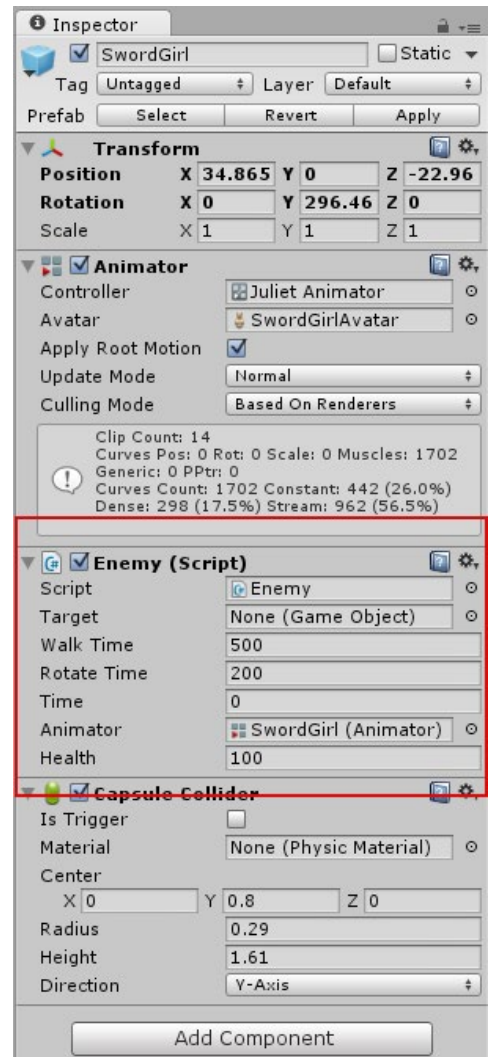 Inspector
SwordGirl Static
Tag Untagged Layer Default
Prefab Select Revert Apply
Transform
Position X 34.865 Y 0 Z -22.96
Rotation X 0 Y 296.46 Z 0
Scale X 1 Y 1 Z 1
Animator
Controller Juliet Animator
Avatar SwordGirlAvatar
Apply Root Motion
Update Mode Normal
Culling Mode Based On Renderers
Clip Count: 14
Curves Pos: 0 Rot: 0 Scale: 0 Muscles: 1702
Generic: 0 PPtr: 0
Curves Count: 1702 Constant: 442 (26.0%)
Dense: 298 (17.5%) Stream: 962 (56.5%)
Enemy (Script)
Script Enemy
Target None (Game Object)
Walk Time 500
Rotate Time 200
Time 0
Animator SwordGirl (Animator)
Health 100
Capsule Collider
Is Trigger
Material None (Physic Material)
Center
X 0 Y 0.8 Z 0
Radius 0.29
Height 1.61
Direction Y-Axis
Add Component